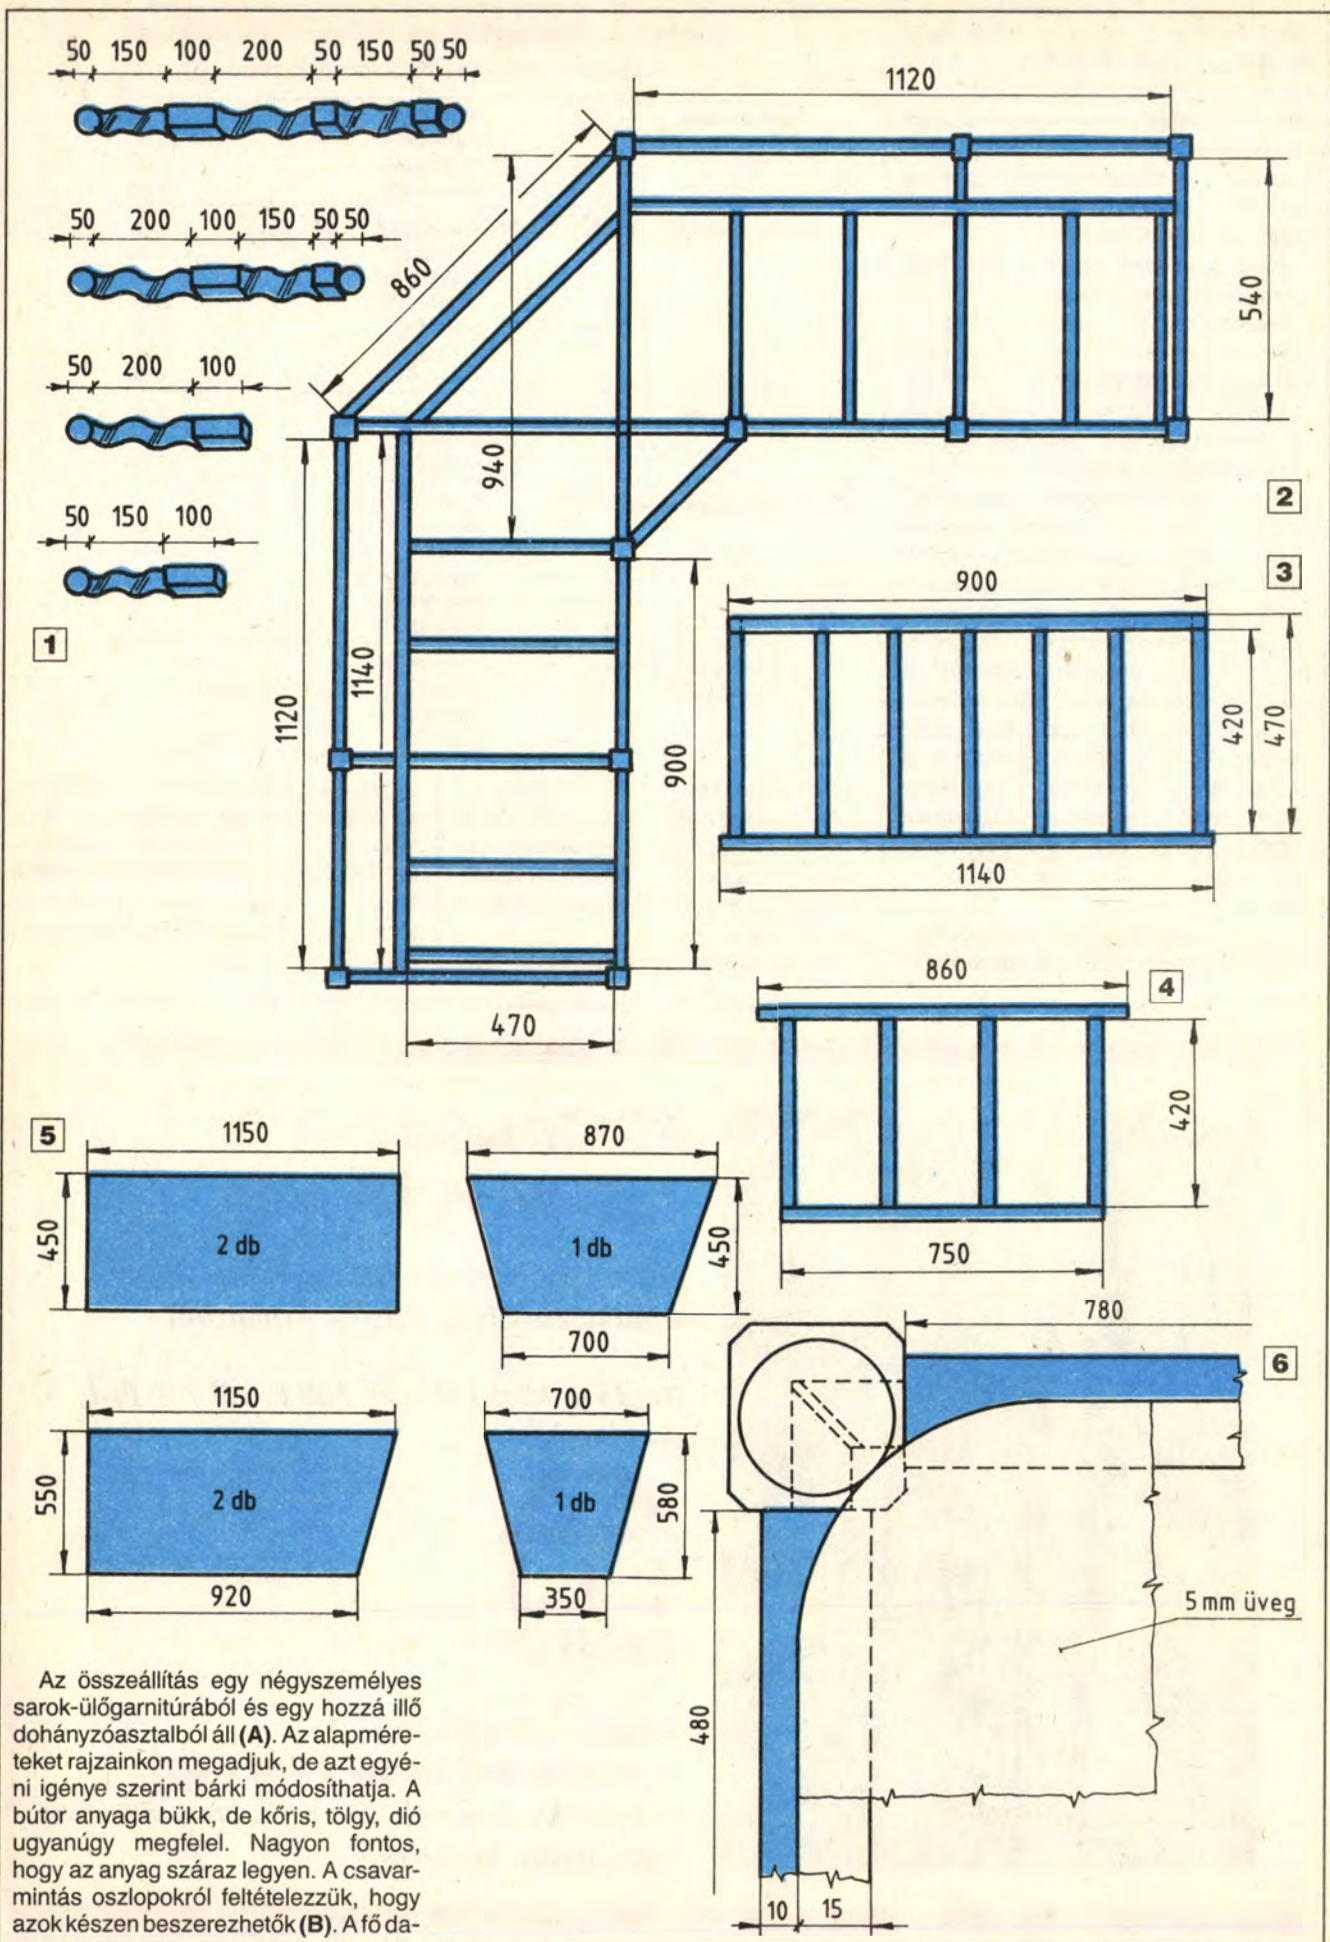 50 150 100 200 50 150 50 50
50 200 100 150 50 50
50 200 100
50 150 100
1
1120
860
940
540
2
1120
1140
900
470
3
900
420
470
1140
4
860
420
750
5
1150
450
2 db
870
450
1 db
700
1150
550
2 db
920
700
580
1 db
350
780
6
5 mm üveg
480
10 15
Az összeállítás egy négyszemélyes
sarok-ülőgarnitúrából és egy hozzá illő
dohányzóasztalból áll (A). Az alapmére-
teket rajzainkon megadjuk, de azt egyé-
ni igénye szerint bárki módosíthatja. A
bútor anyaga bükk, de kőris, tölgy, dió
ugyanúgy megfelel. Nagyon fontos,
hogy az anyag száraz legyen. A csavar-
mintás oszlopokról feltételezzük, hogy
azok készen beszerezhetők (B). A fő da-